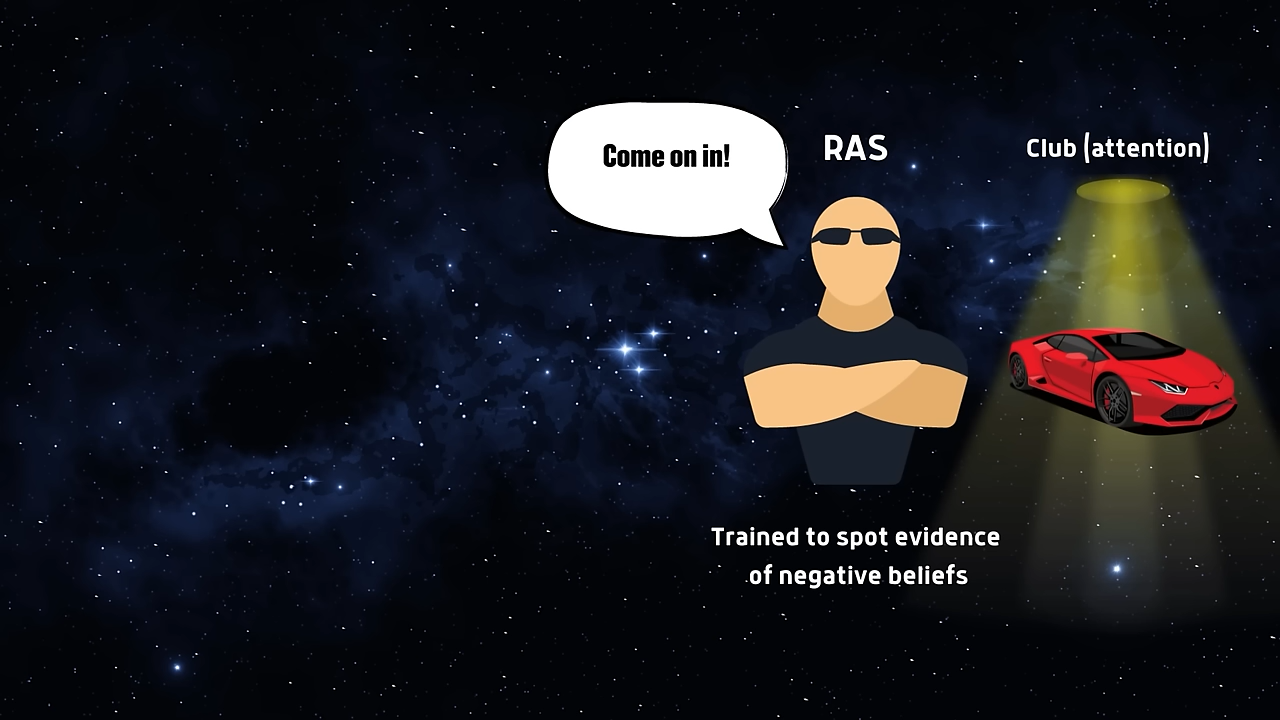 Come on in!
RAS
Club (attention)
Trained to spot evidence
of negative beliefs